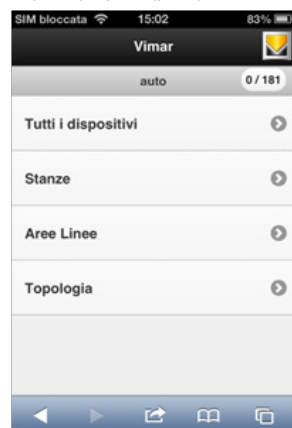 SIM bloccata 15:02 83%
Vimar
auto 0 / 181
Tutti i dispositivi
Stanze
Aree Linee
Topologia